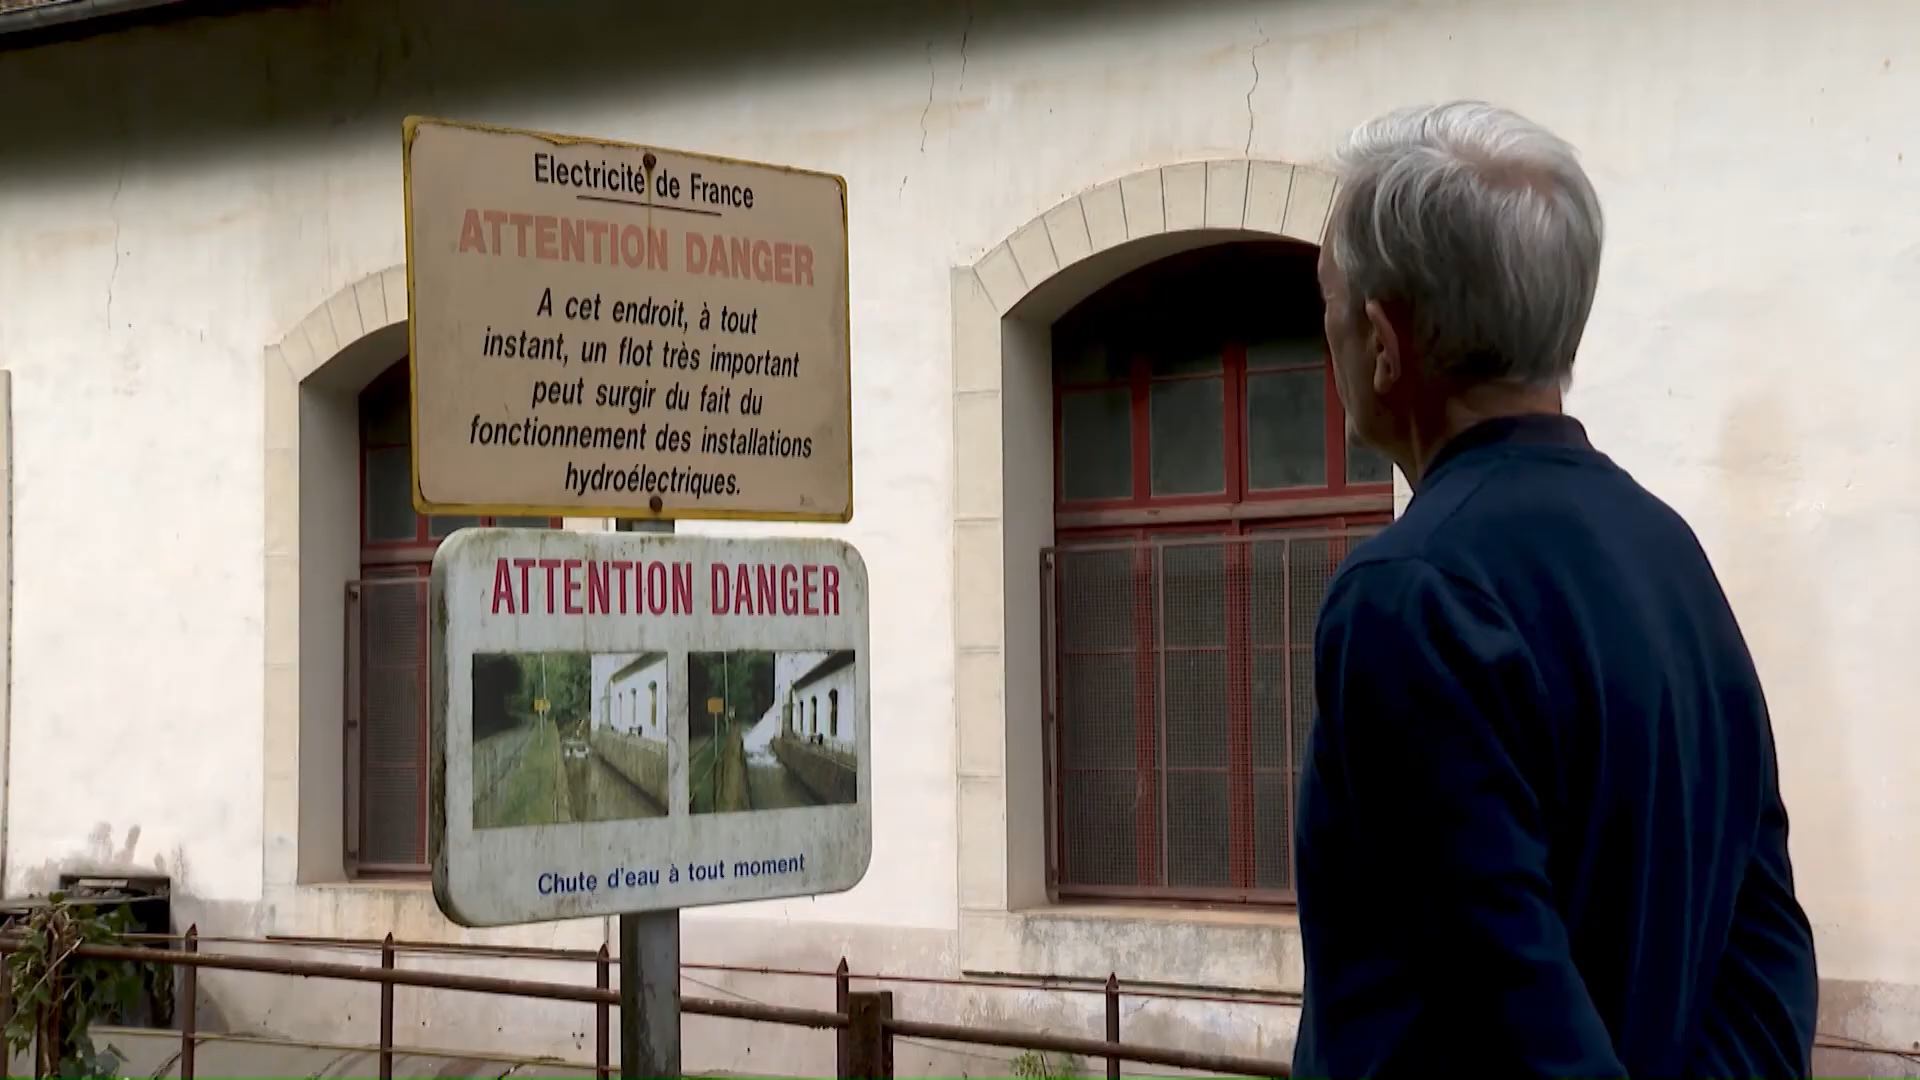 Electricité de France
ATTENTION DANGER
A cet endroit, à tout
instant, un flot très important
peut surgir du fait du
fonctionnement des installations
hydroélectriques.
ATTENTION DANGER
Chute d'eau à tout moment